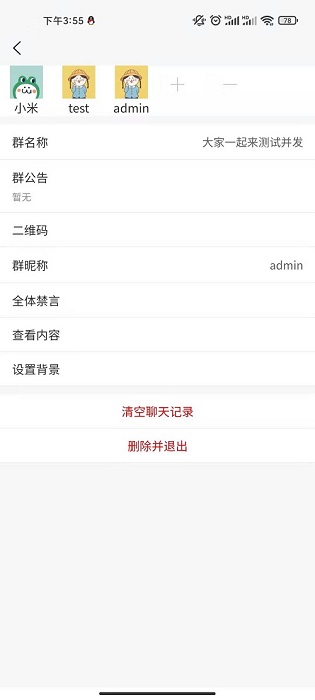 下午3:55
78
小米
test
admin
群名称
大家一起来测试并发
群公告
暂无
二维码
群昵称
admin
全体禁言
查看内容
设置背景
清空聊天记录
删除并退出